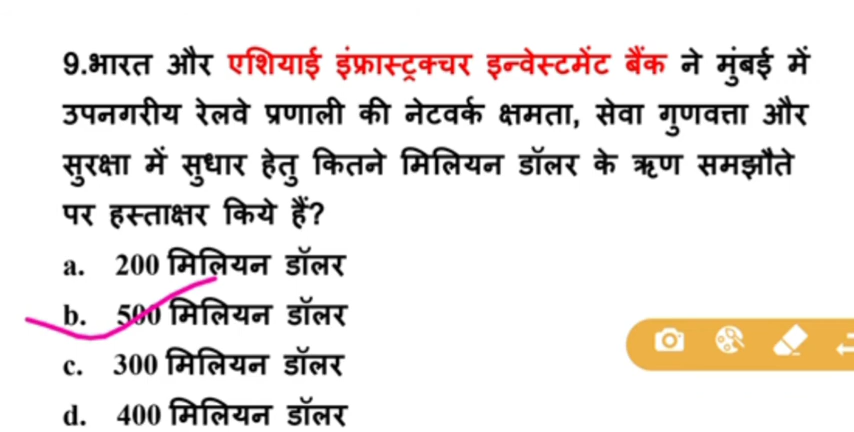 9.भारत और एशियाई इंफ्रास्ट्रक्चर इन्वेस्टमेंट बैंक ने मुंबई में
उपनगरीय रेलवे प्रणाली की नेटवर्क क्षमता, सेवा गुणवत्ता और
सुरक्षा में सुधार हेतु कितने मिलियन डॉलर के ऋण समझौते
पर हस्ताक्षर किये हैं?
a. 200 मिलियन डॉलर
b. 500 मिलियन डॉलर
c. 300 मिलियन डॉलर
d. 400 मिलियन डॉलर